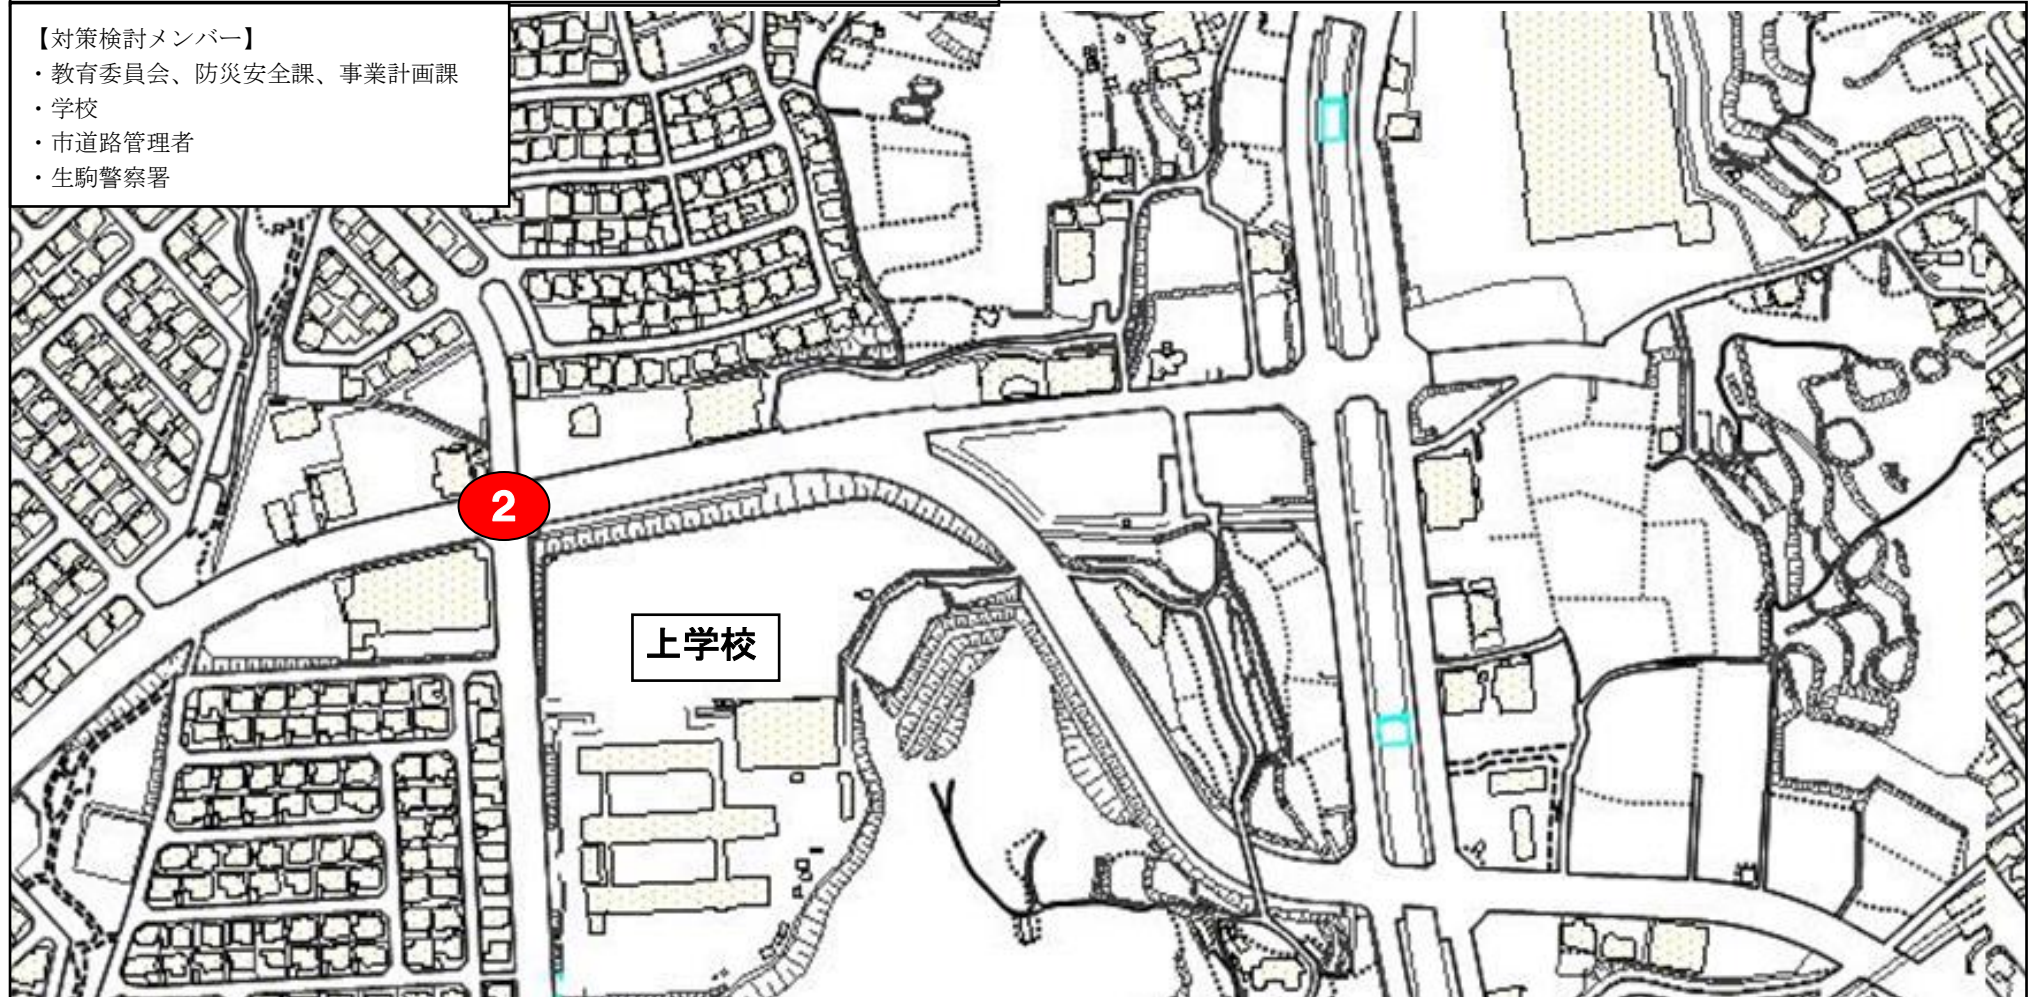 【対策検討メンバー】
・教育委員会、防災安全課、事業計画課
・学校
・市道路管理者
・生駒警察署
2
上学校